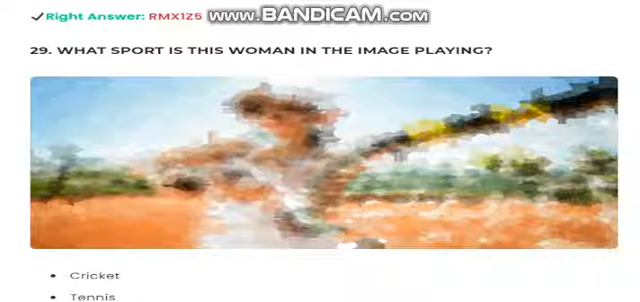 ✓Right Answer: RMX1Z5
www.BANDICAM.com
29. WHAT SPORT IS THIS WOMAN IN THE IMAGE PLAYING?
• Cricket
• Tennis